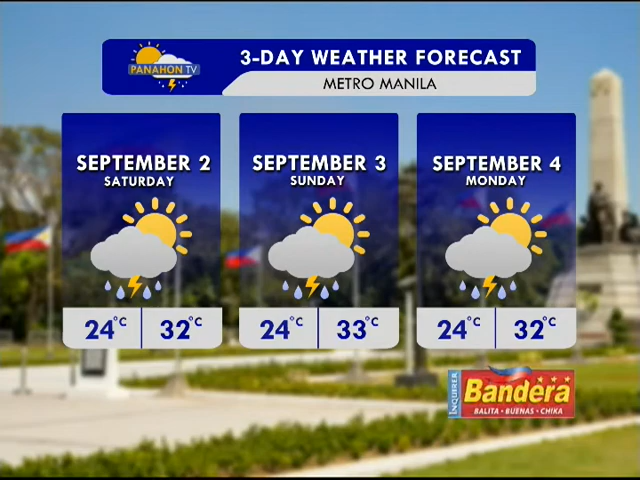 PANAHON TV
3-DAY WEATHER FORECAST
METRO MANILA
SEPTEMBER 2
SATURDAY
24°C
32°C
SEPTEMBER 3
SUNDAY
24°C
33°C
SEPTEMBER 4
MONDAY
24°C
32°C
INQUIRER
Bandera
BALITA • BUENAS • CHIKA